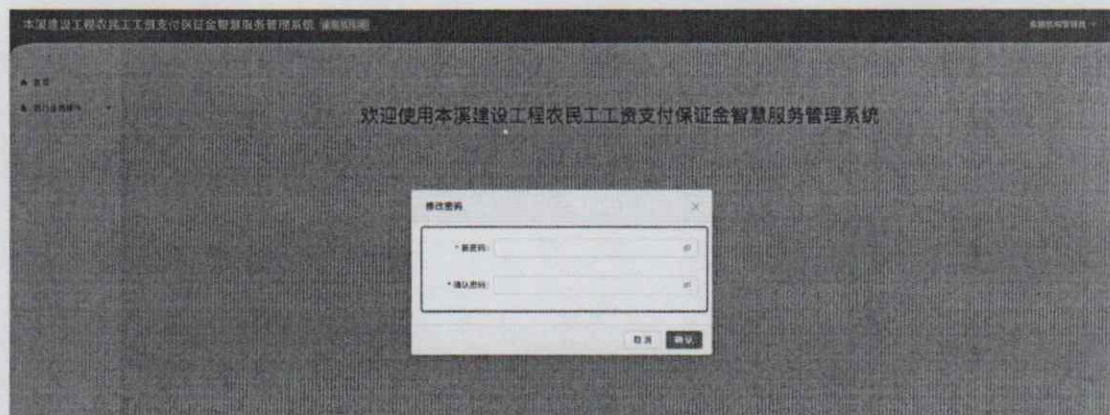 本溪建设工程农民工工资支付保证金智慧服务管理系统
首页
欢迎使用本溪建设工程农民工工资支付保证金智慧服务管理系统
修改密码
* 新密码:
* 确认密码:
取消 确认